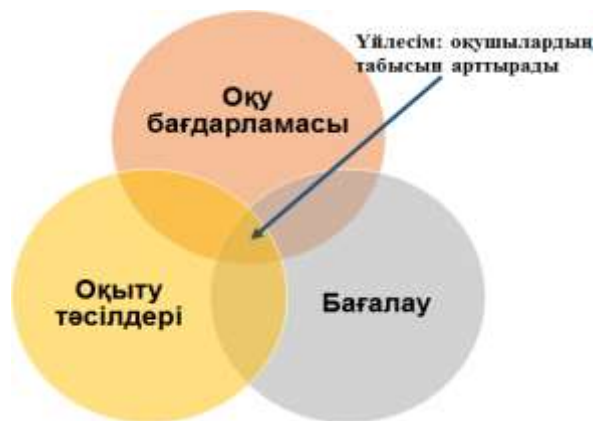 Үйлесім: оқушылардың
табысын арттырады
Оқу
бағдарламасы
Оқыту
тәсілдері
Бағалау